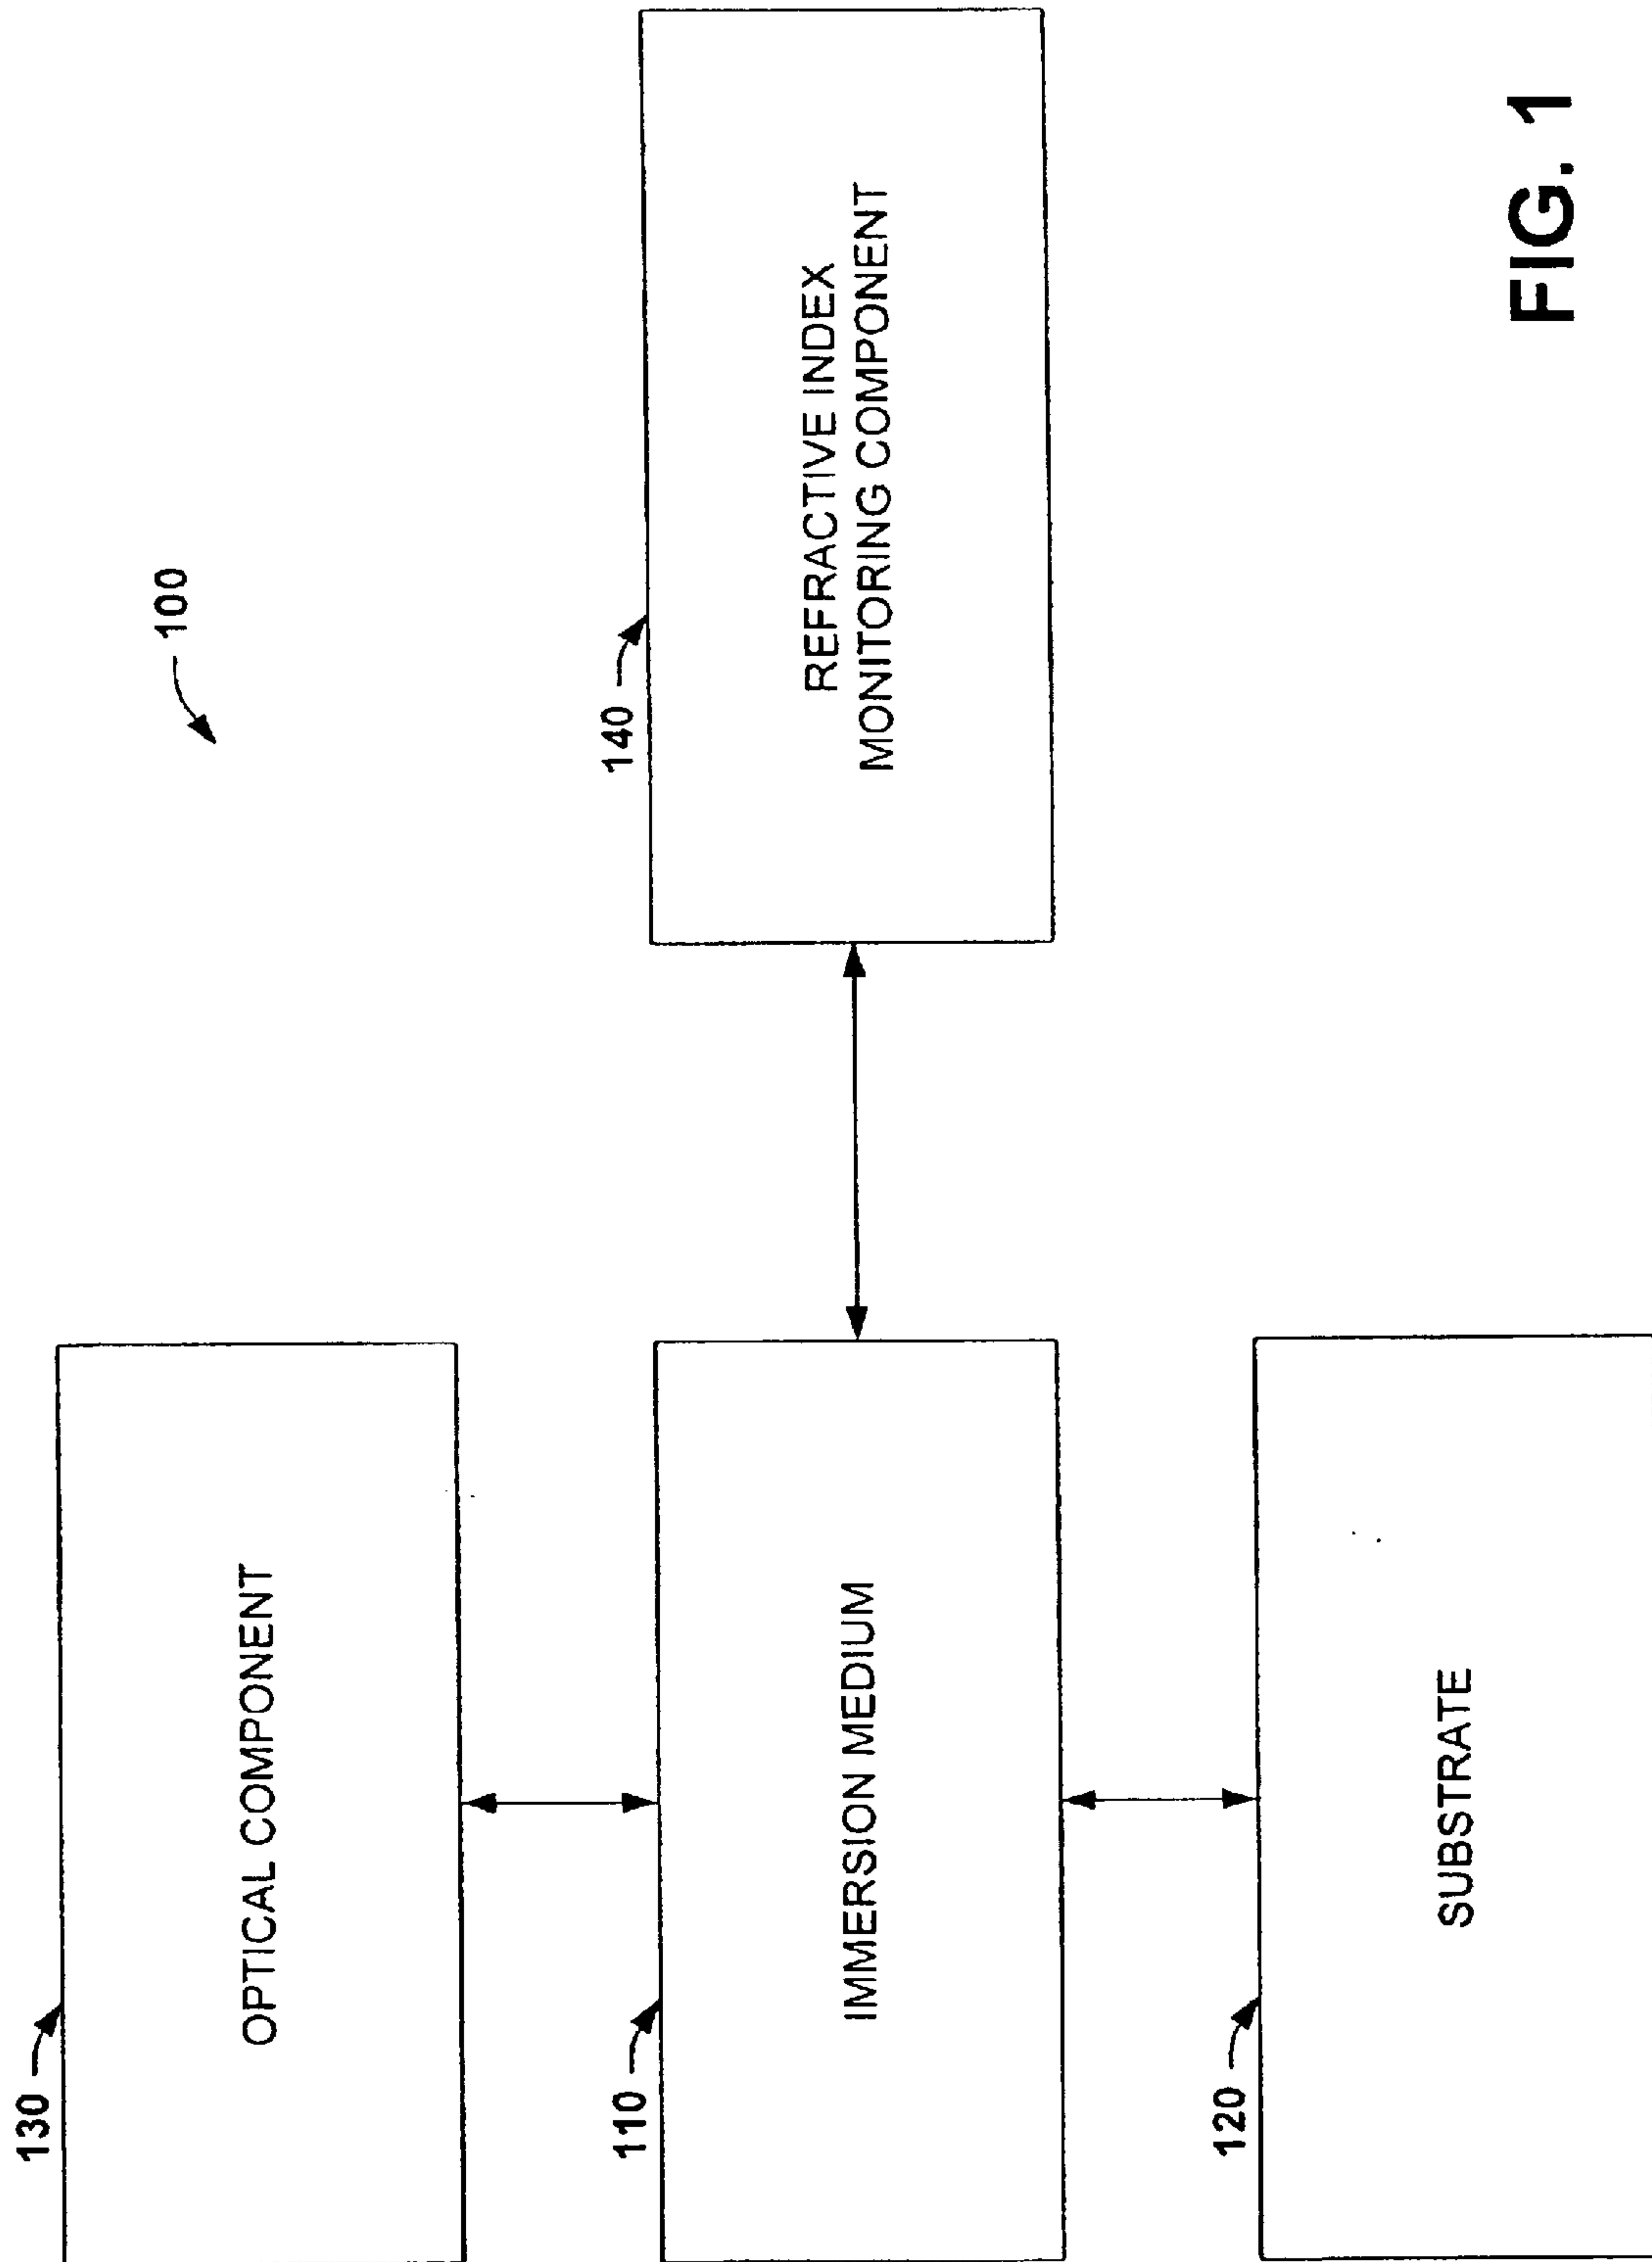 100
130
OPTICAL COMPONENT
110
IMMERSION MEDIUM
140
REFRACTIVE INDEX
MONITORING COMPONENT
120
SUBSTRATE
FIG. 1